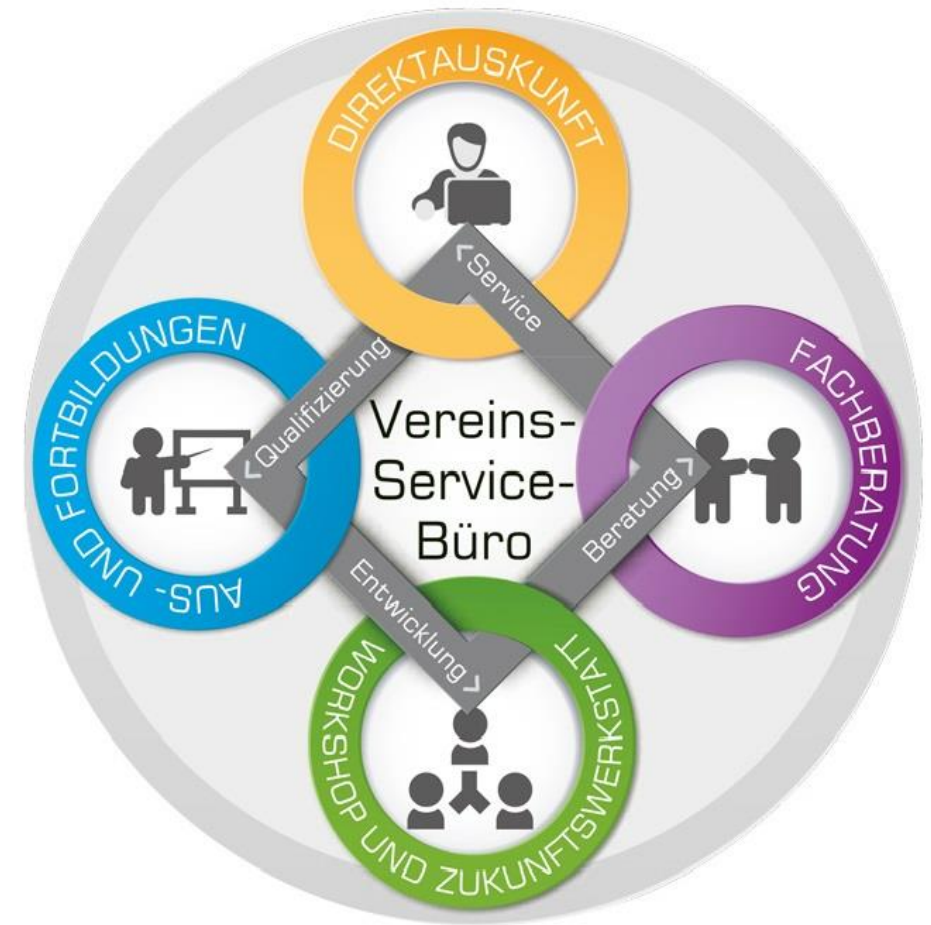 DIREKTAUSKUNFT
< Service
AUS- UND FORTBILDUNGEN
< Qualifizierung
Vereins-
Service-
Büro
FACHBERATUNG
Beratung >
Entwicklung >
WORKSHOP UND ZUKUNFTSWERKSTATT